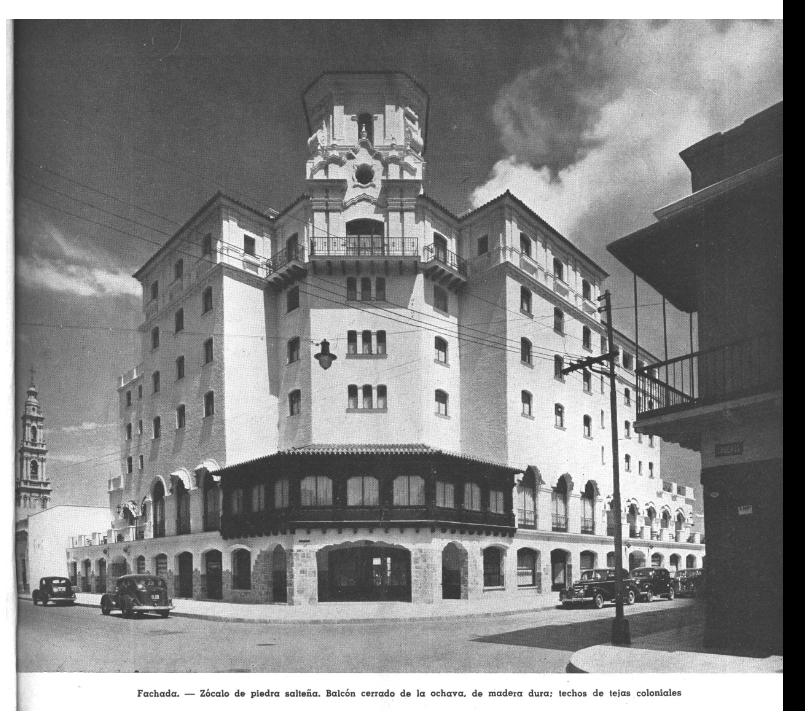 Fachada. — Zócalo de piedra salteña. Balcón cerrado de la ochava, de madera dura; techos de tejas coloniales